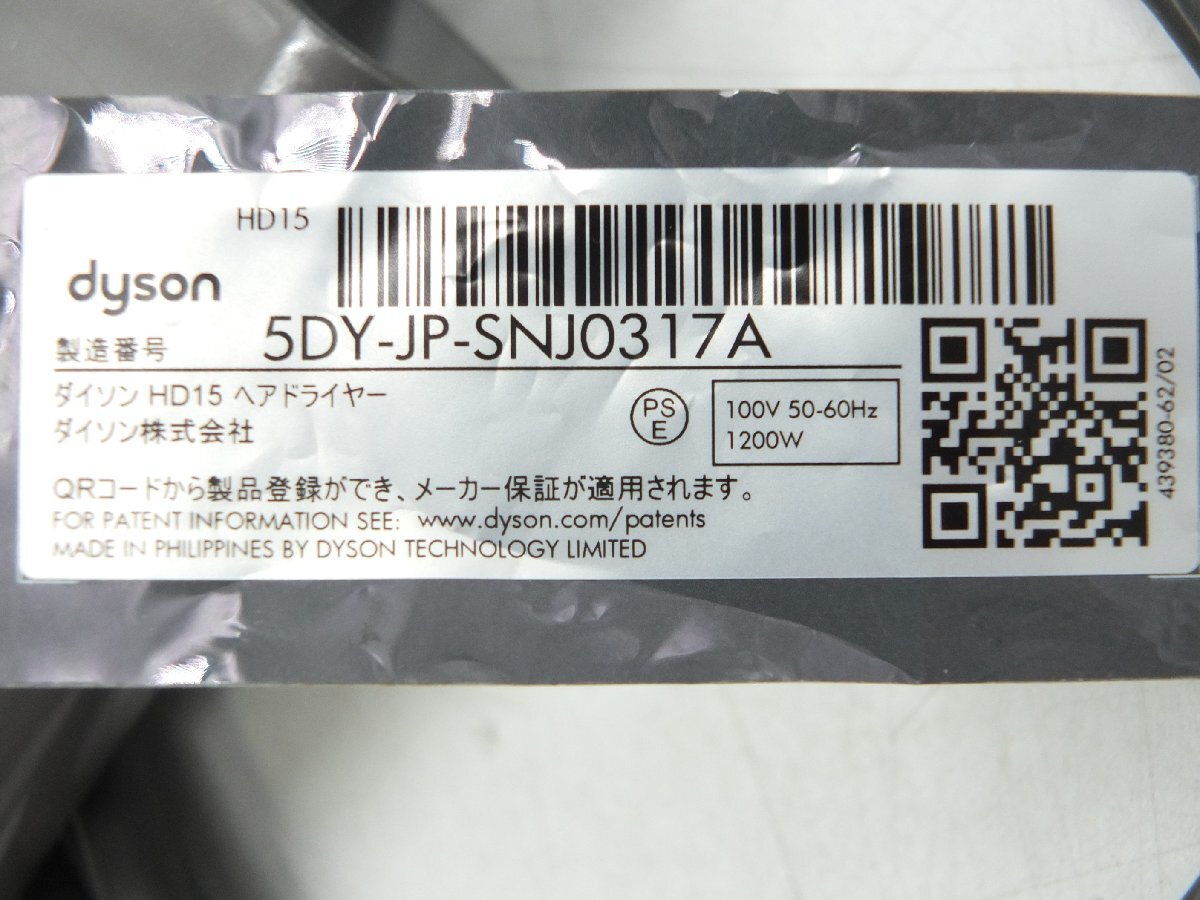 HD15
dyson
製造番号 5DY-JP-SNJ0317A
ダイソン HD15 ヘアドライヤー
ダイソン株式会社
PS
E
100V 50-60Hz
1200W
QRコードから製品登録ができ、メーカー保証が適用されます。
FOR PATENT INFORMATION SEE: www.dyson.com/patents
MADE IN PHILIPPINES BY DYSON TECHNOLOGY LIMITED
439380-62/02